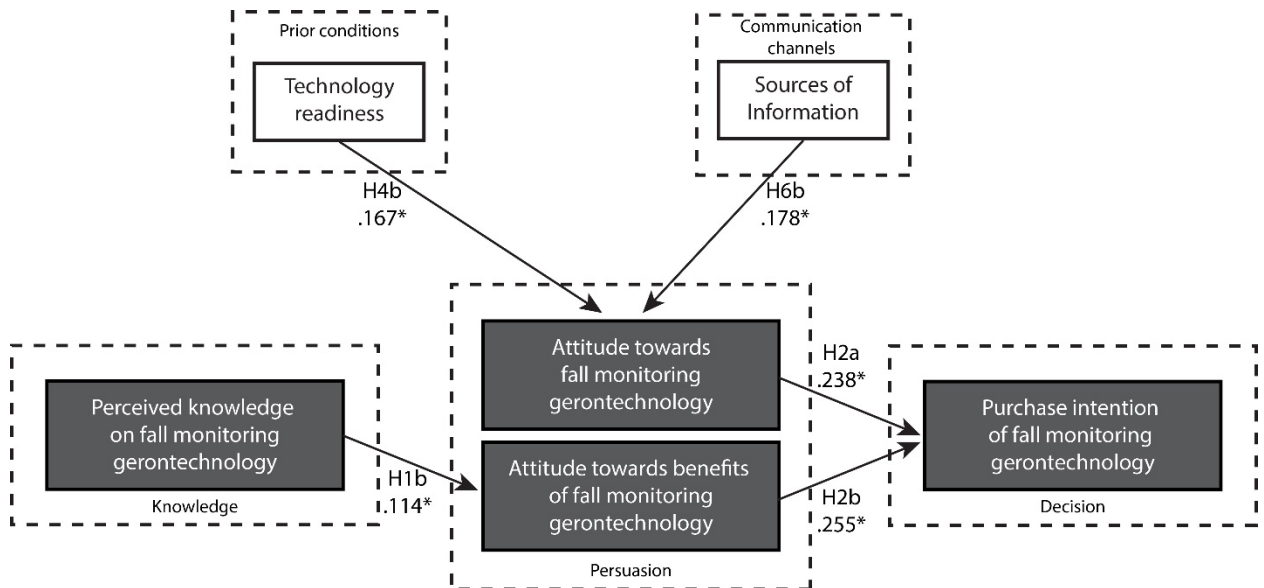 Prior conditions
Technology
readiness
Communication
channels
Sources of
Information
H4b
.167*
H6b
.178*
Attitude towards
fall monitoring
gerontechnology
H2a
.238*
Perceived knowledge
on fall monitoring
gerontechnology
Knowledge
H1b
.114*
Attitude towards benefits
of fall monitoring
gerontechnology
Persuasion
H2b
.255*
Purchase intention
of fall monitoring
gerontechnology
Decision